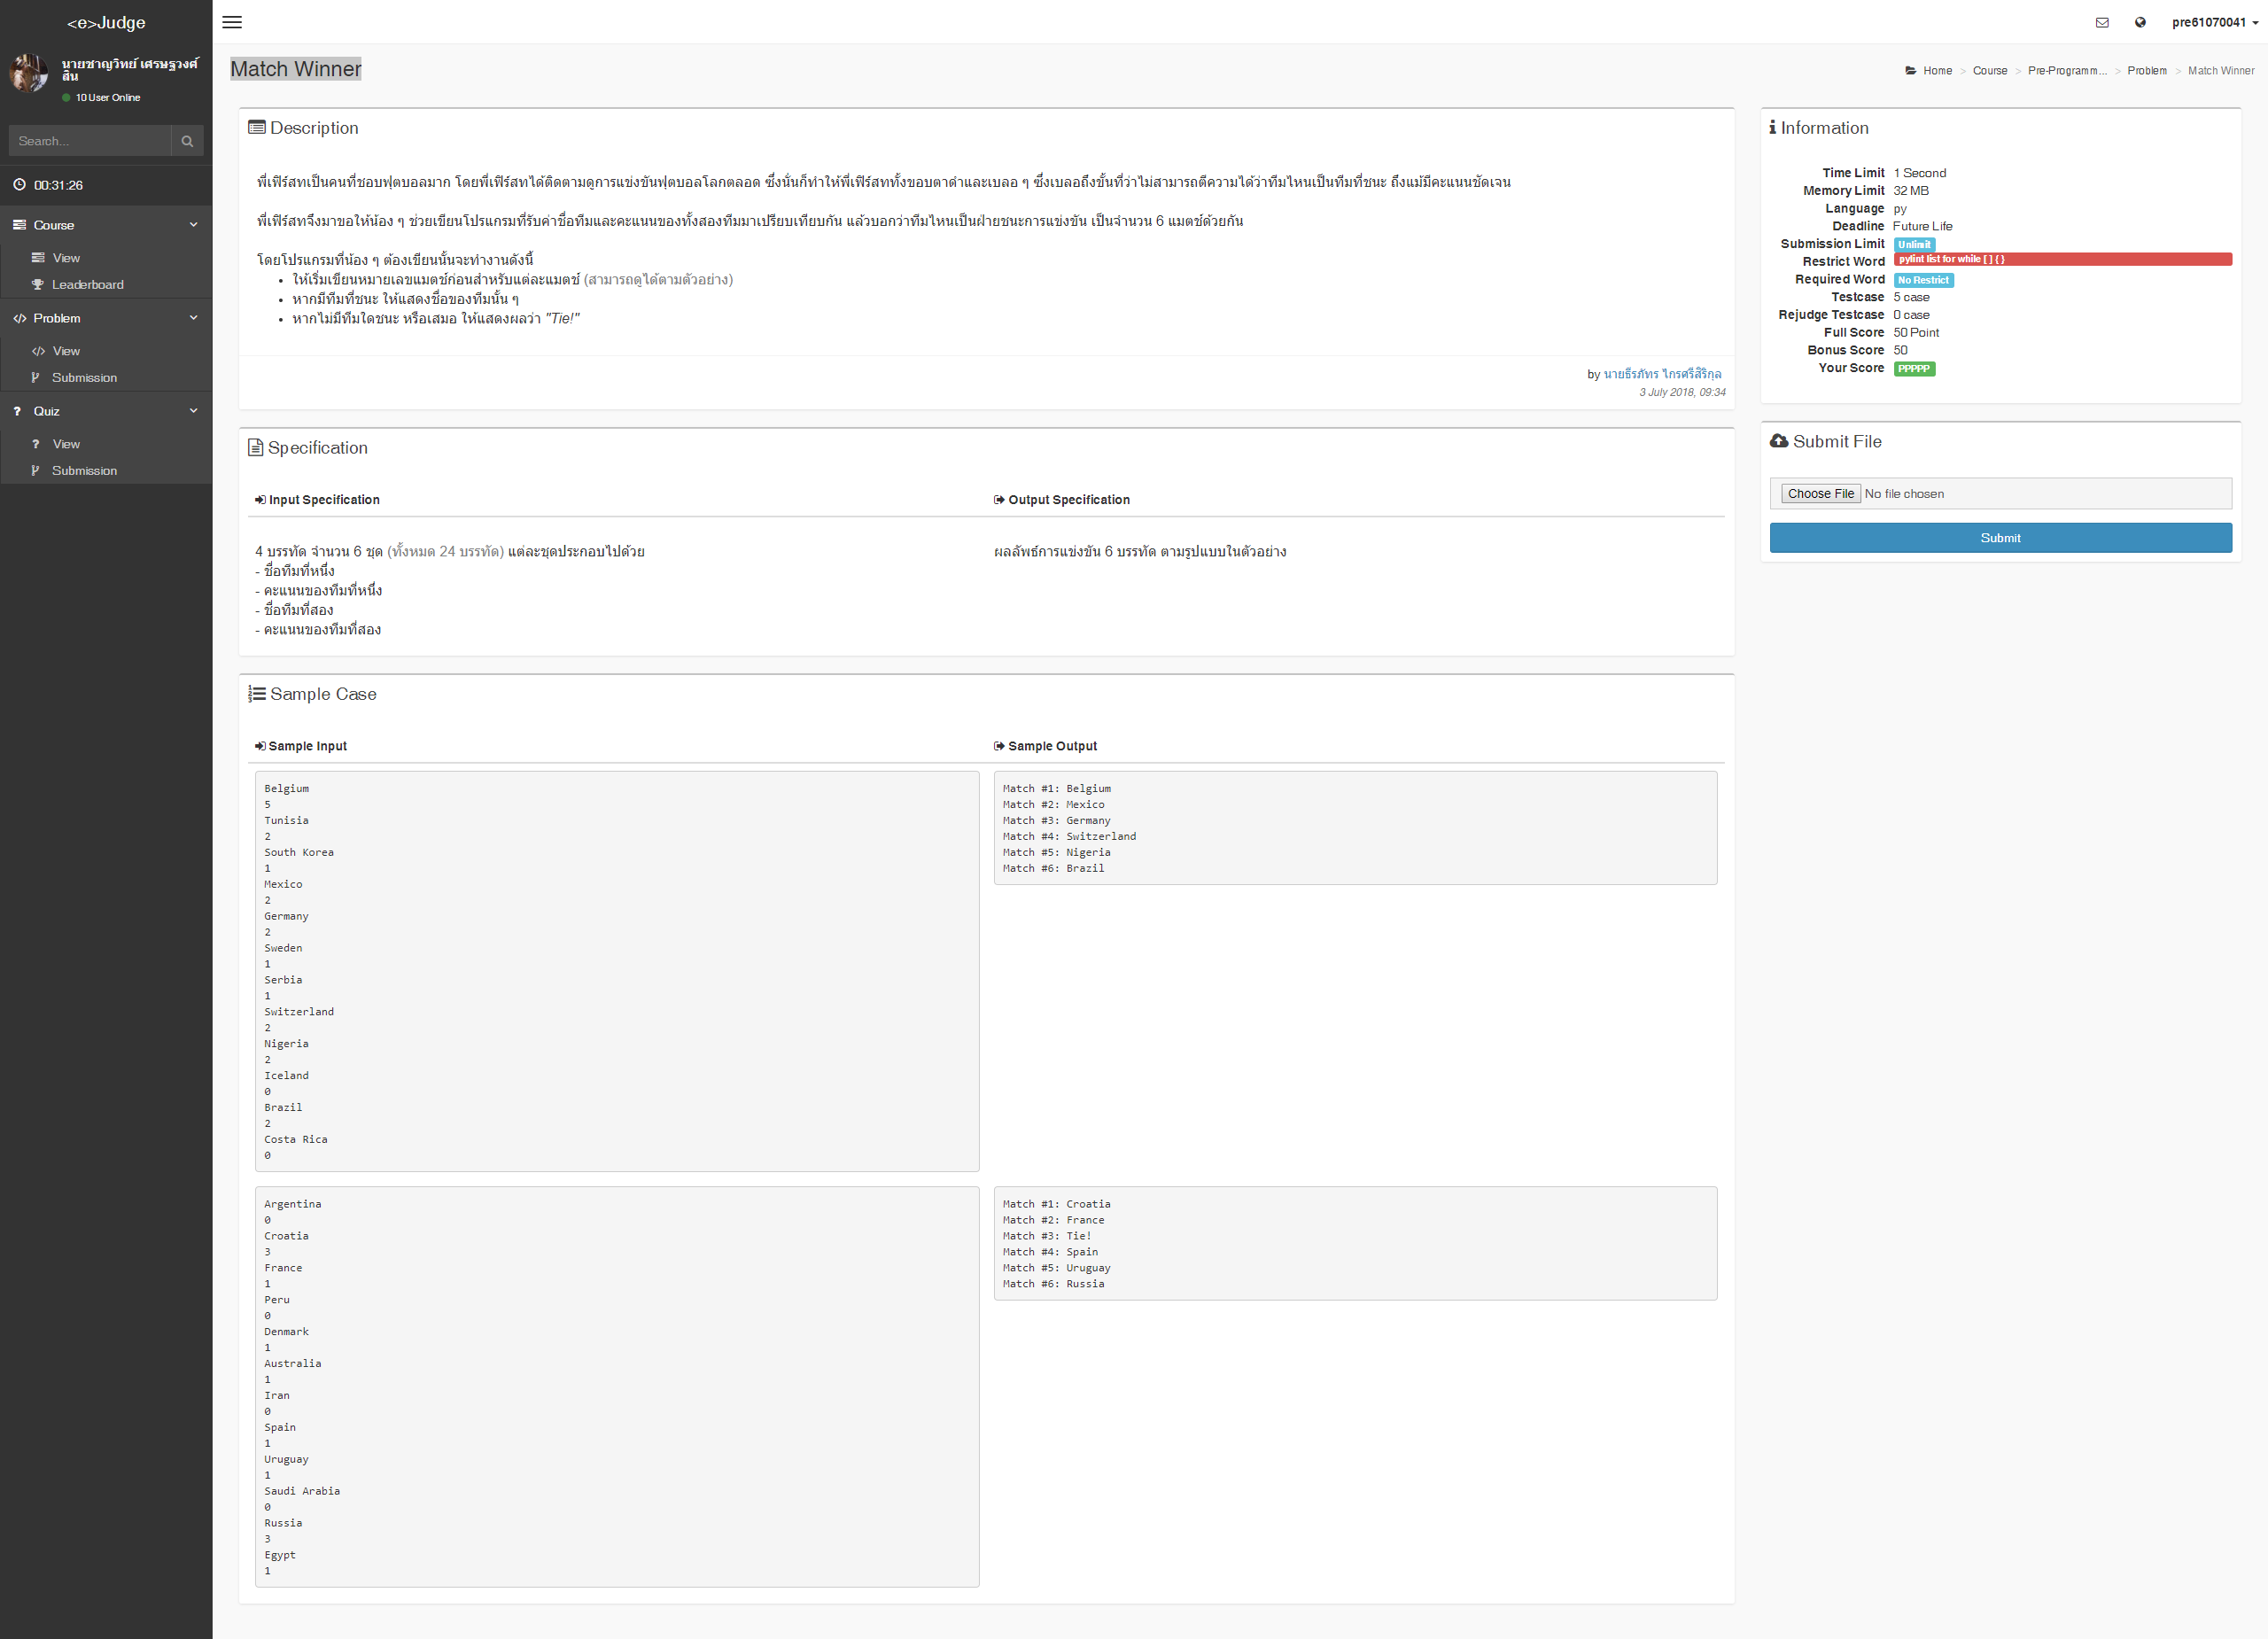 <e>Judge
นายชาญวิทย์ เศรษฐวงศ์
สิน
10 User Online
Search...
00:31:26
Course
View
Leaderboard
Problem
View
Submission
Quiz
View
Submission
pre61070041
Match Winner
Home > Course > Pre-Programm... > Problem > Match Winner
Description
พี่เฟิร์สทเป็นคนที่ชอบฟุตบอลมาก โดยพี่เฟิร์สทได้ติดตามดูการแข่งขันฟุตบอลโลกตลอด ซึ่งนั่นก็ทำให้พี่เฟิร์สททั้งขอบตาดำและเบลอ ๆ ซึ่งเบลอถึงขั้นที่ว่าไม่สามารถตีความได้ว่าทีมไหนเป็นทีมที่ชนะ ถึงแม้มีคะแนนชัดเจน
พี่เฟิร์สทจึงมาขอให้น้อง ๆ ช่วยเขียนโปรแกรมที่รับค่าชื่อทีมและคะแนนของทั้งสองทีมมาเปรียบเทียบกัน แล้วบอกว่าทีมไหนเป็นฝ่ายชนะการแข่งขัน เป็นจำนวน 6 แมตช์ด้วยกัน
โดยโปรแกรมที่น้อง ๆ ต้องเขียนนั้นจะทำงานดังนี้
• ให้เริ่มเขียนหมายเลขแมตช์ก่อนสำหรับแต่ละแมตช์ (สามารถดูได้ตามตัวอย่าง)
• หากมีทีมที่ชนะ ให้แสดงชื่อของทีมนั้น ๆ
• หากไม่มีทีมใดชนะ หรือเสมอ ให้แสดงผลว่า "Tie!"
by นายธีรภัทร ไกรศรีสิริกุล
3 July 2018, 09:34
Specification
Input Specification
4 บรรทัด จำนวน 6 ชุด (ทั้งหมด 24 บรรทัด) แต่ละชุดประกอบไปด้วย
- ชื่อทีมที่หนึ่ง
- คะแนนของทีมที่หนึ่ง
- ชื่อทีมที่สอง
- คะแนนของทีมที่สอง
Output Specification
ผลลัพธ์การแข่งขัน 6 บรรทัด ตามรูปแบบในตัวอย่าง
Sample Case
Sample Input
Sample Output
Belgium
5
Tunisia
2
South Korea
1
Mexico
2
Germany
2
Sweden
1
Serbia
1
Switzerland
2
Nigeria
2
Iceland
0
Brazil
2
Costa Rica
0
Match #1: Belgium
Match #2: Mexico
Match #3: Germany
Match #4: Switzerland
Match #5: Nigeria
Match #6: Brazil
Argentina
0
Croatia
3
France
1
Peru
0
Denmark
1
Australia
1
Iran
0
Spain
1
Uruguay
1
Saudi Arabia
0
Russia
3
Egypt
1
Match #1: Croatia
Match #2: France
Match #3: Tie!
Match #4: Spain
Match #5: Uruguay
Match #6: Russia
Information
Time Limit 1 Second
Memory Limit 32 MB
Language py
Deadline Future Life
Submission Limit Unlimit
Restrict Word pylint list for while [ ] { }
Required Word No Restrict
Testcase 5 case
Rejudge Testcase 0 case
Full Score 50 Point
Bonus Score 50
Your Score PPPPP
Submit File
Choose File No file chosen
Submit